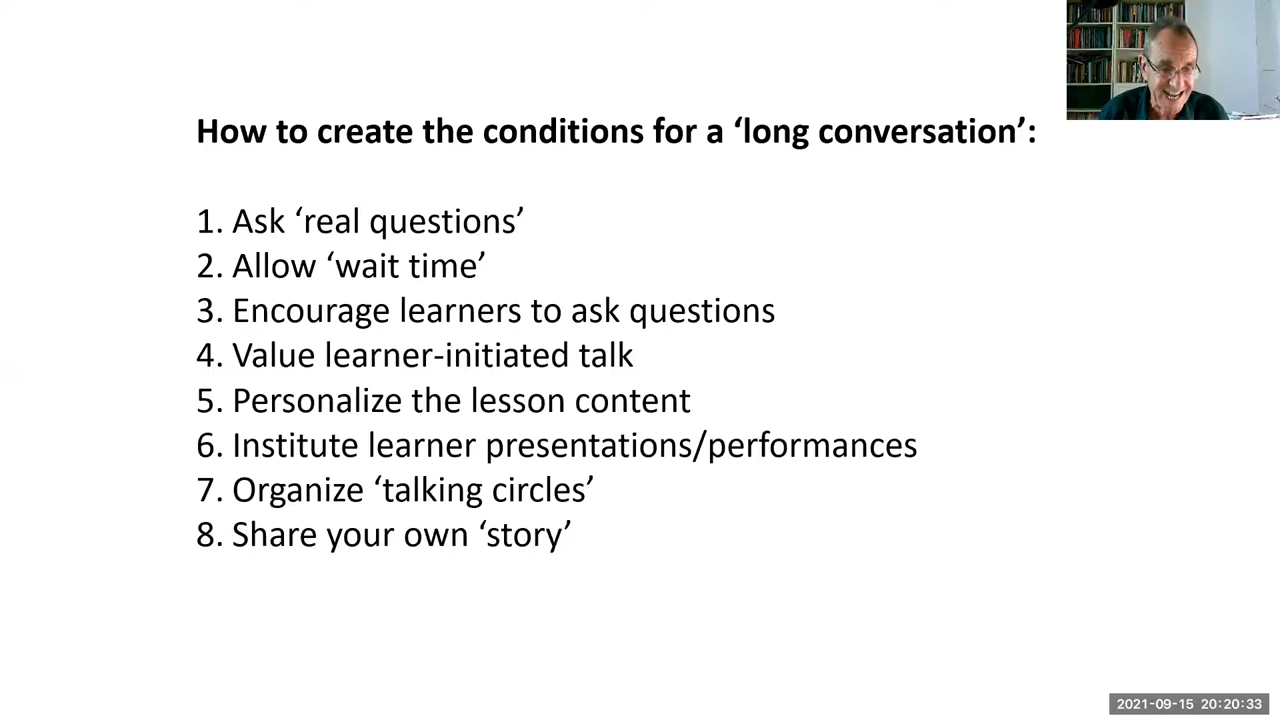 How to create the conditions for a ‘long conversation’:
1. Ask ‘real questions’
2. Allow ‘wait time’
3. Encourage learners to ask questions
4. Value learner-initiated talk
5. Personalize the lesson content
6. Institute learner presentations/performances
7. Organize ‘talking circles’
8. Share your own ‘story’
2021-09-15 20:20:33